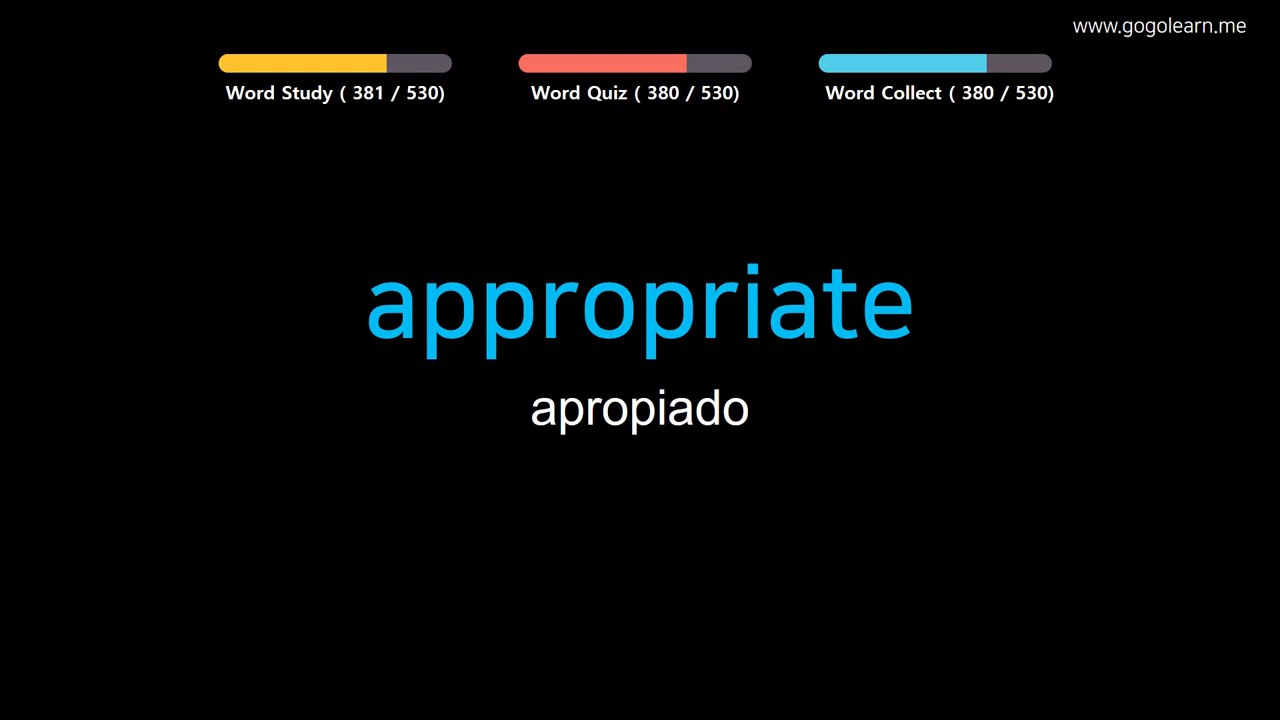 www.gogolearn.me
Word Study ( 381 / 530)
Word Quiz ( 380 / 530)
Word Collect ( 380 / 530)
appropriate
apropiado